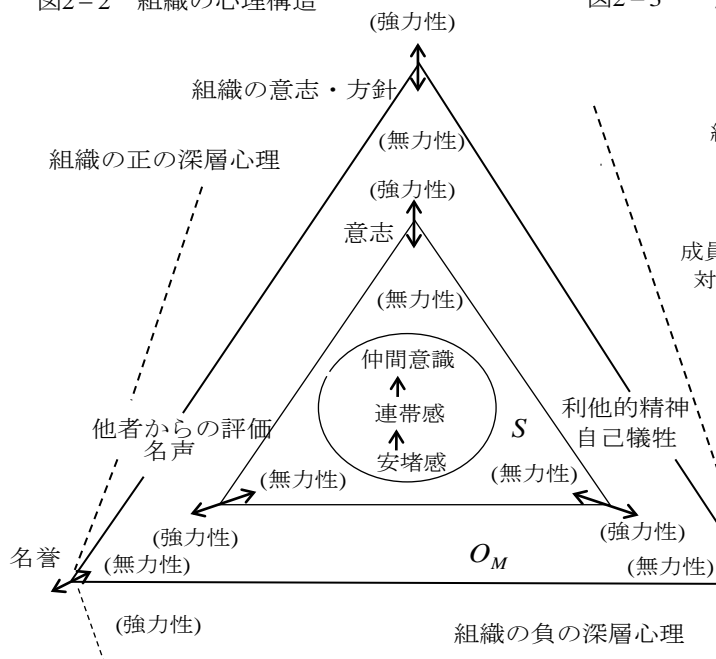 図2−2 組織の心理構造
図2−3
(強力性)
組織の意志・方針
(無力性)
組織の正の深層心理
(強力性)
意志
成員
対
(無力性)
仲間意識
連帯感
安堵感
S
利他的精神
自己犠牲
他者からの評価
名声
(無力性)
(無力性)
(強力性)
(強力性)
名誉
(無力性)
O_M
(無力性)
(強力性)
組織の負の深層心理